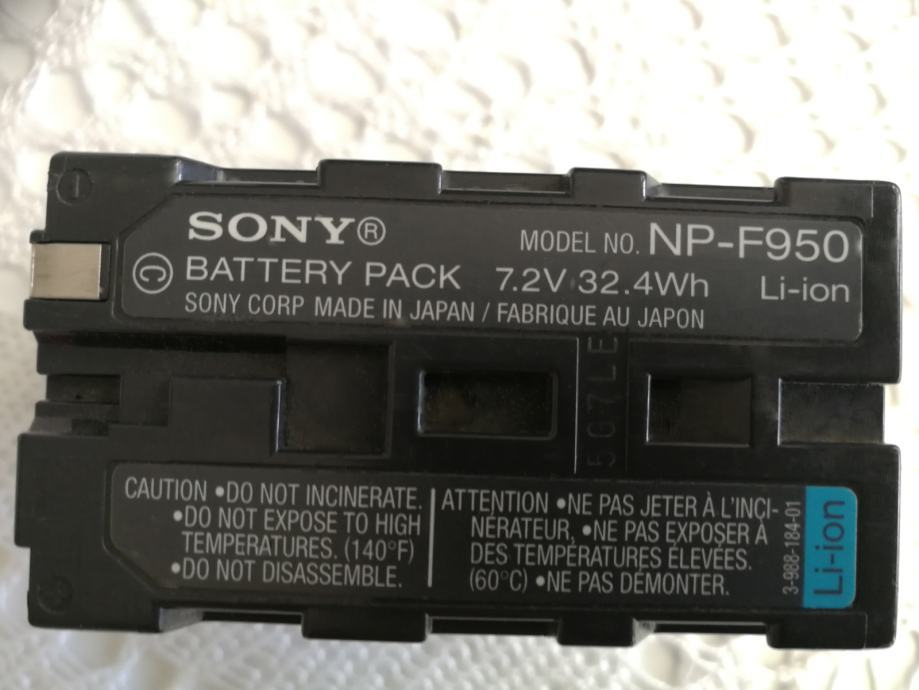 SONY®
MODEL NO. NP-F950
Ⓒ BATTERY PACK 7.2V 32.4Wh Li-ion
SONY CORP MADE IN JAPAN / FABRIQUE AU JAPON
5G7LE
CAUTION •DO NOT INCINERATE.
•DO NOT EXPOSE TO HIGH
TEMPERATURES. (140°F)
•DO NOT DISASSEMBLE.
ATTENTION •NE PAS JETER À L'INCI-
NÉRATEUR, •NE PAS EXPOSER À
DES TEMPÉRATURES ÉLEVÉES.
(60°C) •NE PAS DÉMONTER.
3-988-184-01
Li-ion